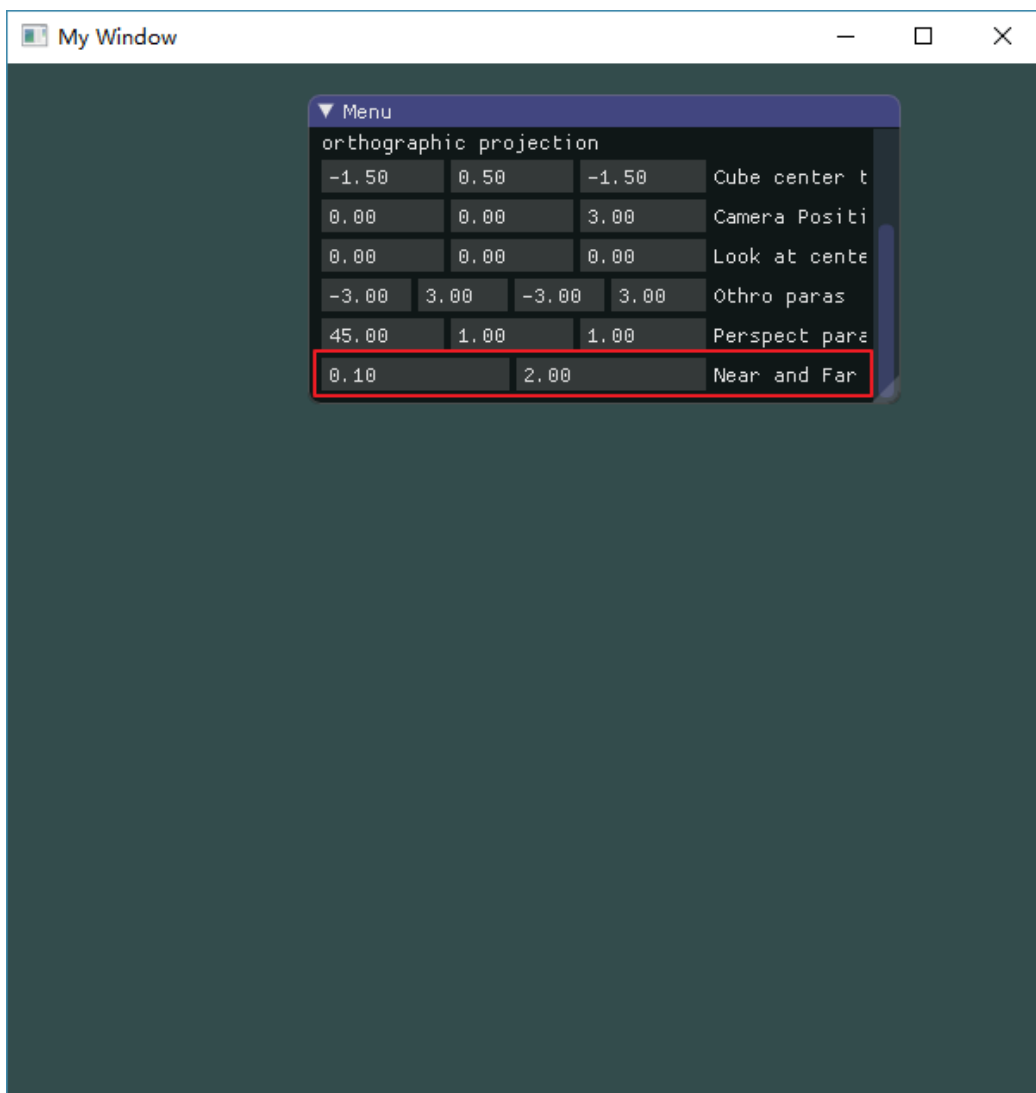 My Window
Menu
orthographic projection
-1.50 0.50 -1.50 Cube center t
0.00 0.00 3.00 Camera Positi
0.00 0.00 0.00 Look at cente
-3.00 3.00 -3.00 3.00 Othro paras
45.00 1.00 1.00 Perspect para
0.10 2.00 Near and Far